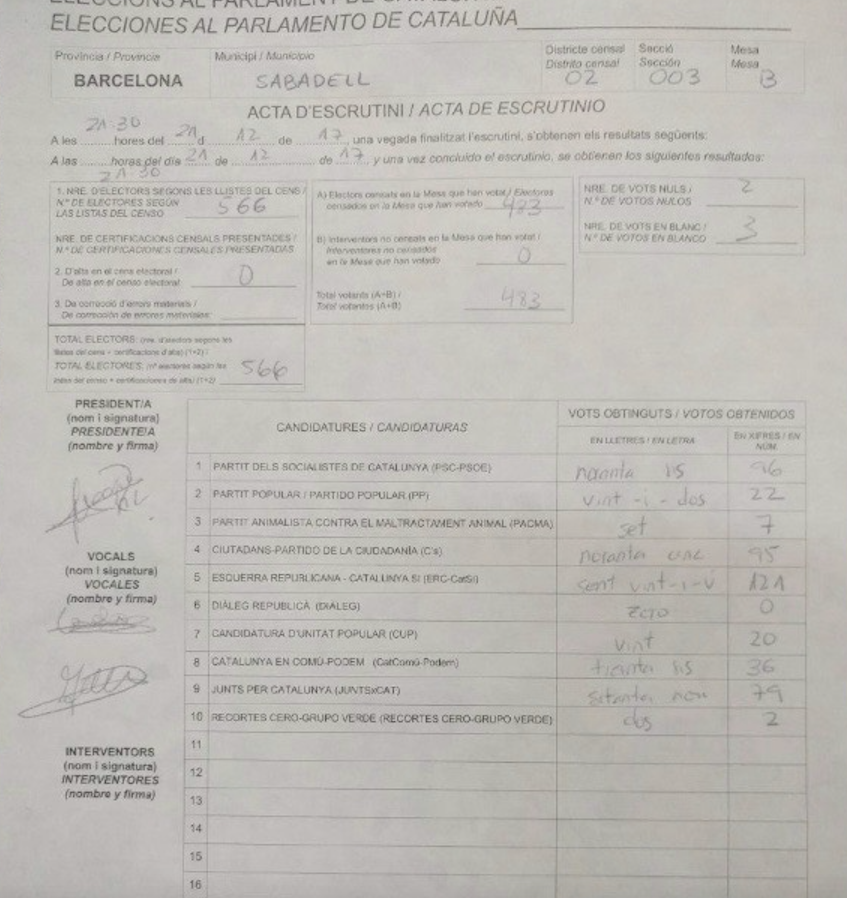 ELECCIONES AL PARLAMENTO DE CATALUÑA
Província / Provincia
BARCELONA
Municipi / Municipio
SABADELL
Districte censal
Distrito censal
02
Secció
Sección
003
Mesa
Mesa
B
ACTA D'ESCRUTINI / ACTA DE ESCRUTINIO
21·30
A les ........ hores del 21 d 12 de 17, una vegada finalitzat l'escrutini, s'obtenen els resultats següents:
A las ........ hores del día 21 de 12 de 17, y una vez concluido el escrutinio, se obtienen los siguientes resultados:
21·30
1. NRE. D'ELECTORS SEGONS LES LLISTES DEL CENS /
N.º DE ELECTORES SEGÚN
LAS LISTAS DEL CENSO 566
NRE. DE CERTIFICACIONS CENSALS PRESENTADES /
N.º DE CERTIFICACIONES CENSALES PRESENTADAS
2. D'alta en el cens electoral /
De alta en el censo electoral: 0
3. De correcció d'errors materials /
De corrección de errores materiales:
TOTAL ELECTORS: (nre. d'electors segons les
llistes del cens + certificacions d'alta) (1+2) /
TOTAL ELECTORES: (nº electores según las
listas del censo + certificaciones de alta) (1+2) 566
A) Electors censats en la Mesa que han votat / Electores
censados en la Mesa que han votado 483
B) Interventors no censats en la Mesa que han votat /
Interventores no censados
en la Mesa que han votado 0
Total votants (A+B) /
Total votantes (A+B) 483
NRE. DE VOTS NULS /
N.º DE VOTOS NULOS 2
NRE. DE VOTS EN BLANC /
N.º DE VOTOS EN BLANCO 3
PRESIDENT/A
(nom i signatura)
PRESIDENTE/A
(nombre y firma)
VOCALS
(nom i signatura)
VOCALES
(nombre y firma)
INTERVENTORS
(nom i signatura)
INTERVENTORES
(nombre y firma)
CANDIDATURES / CANDIDATURAS
VOTS OBTINGUTS / VOTOS OBTENIDOS
EN LLETRES / EN LETRA
EN XIFRES / EN
NÚM.
1 PARTIT DELS SOCIALISTES DE CATALUNYA (PSC-PSOE) noranta sis 96
2 PARTIT POPULAR / PARTIDO POPULAR (PP) vint-i-dos 22
3 PARTIT ANIMALISTA CONTRA EL MALTRACTAMENT ANIMAL (PACMA) set 7
4 CIUTADANS-PARTIDO DE LA CIUDADANÍA (C's) noranta 95
5 ESQUERRA REPUBLICANA - CATALUNYA SÍ (ERC-CatSí) sent vint-i-ú 121
6 DIÀLEG REPUBLICÀ (DIÀLEG) zero 0
7 CANDIDATURA D'UNITAT POPULAR (CUP) vint 20
8 CATALUNYA EN COMÚ-PODEM (CatComú-Podem) trianta sis 36
9 JUNTS PER CATALUNYA (JUNTSxCAT) setanta nou 79
10 RECORTES CERO-GRUPO VERDE (RECORTES CERO-GRUPO VERDE) dos 2
11
12
13
14
15
16